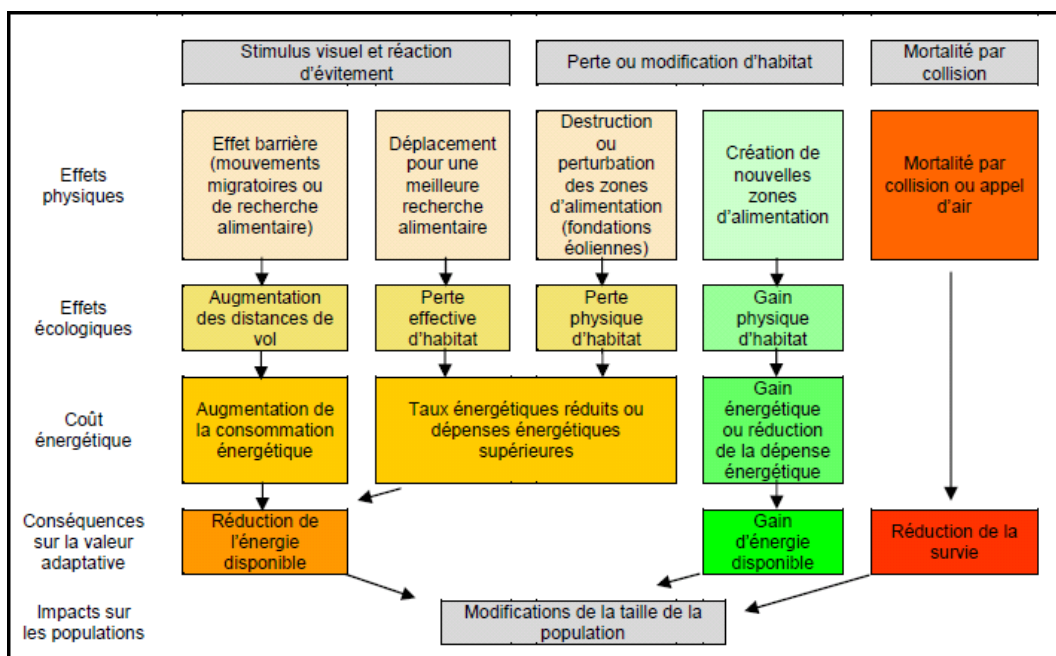 Stimulus visuel et réaction
d'évitement
Perte ou modification d'habitat
Mortalité par
collision
Effets
physiques
Effet barrière
(mouvements
migratoires ou
de recherche
alimentaire)
Déplacement
pour une
meilleure
recherche
alimentaire
Destruction
ou
perturbation
des zones
d'alimentation
(fondations
éoliennes)
Création de
nouvelles
zones
d'alimentation
Mortalité par
collision ou appel
d'air
Effets
écologiques
Augmentation
des distances de
vol
Perte
effective
d'habitat
Perte
physique
d'habitat
Gain
physique
d'habitat
Coût
énergétique
Augmentation de
la consommation
énergétique
Taux énergétiques réduits ou
dépenses énergétiques
supérieures
Gain
énergétique
ou réduction
de la dépense
énergétique
Conséquences
sur la valeur
adaptative
Réduction de
l'énergie
disponible
Gain
d'énergie
disponible
Réduction de la
survie
Impacts sur
les populations
Modifications de la taille de la
population